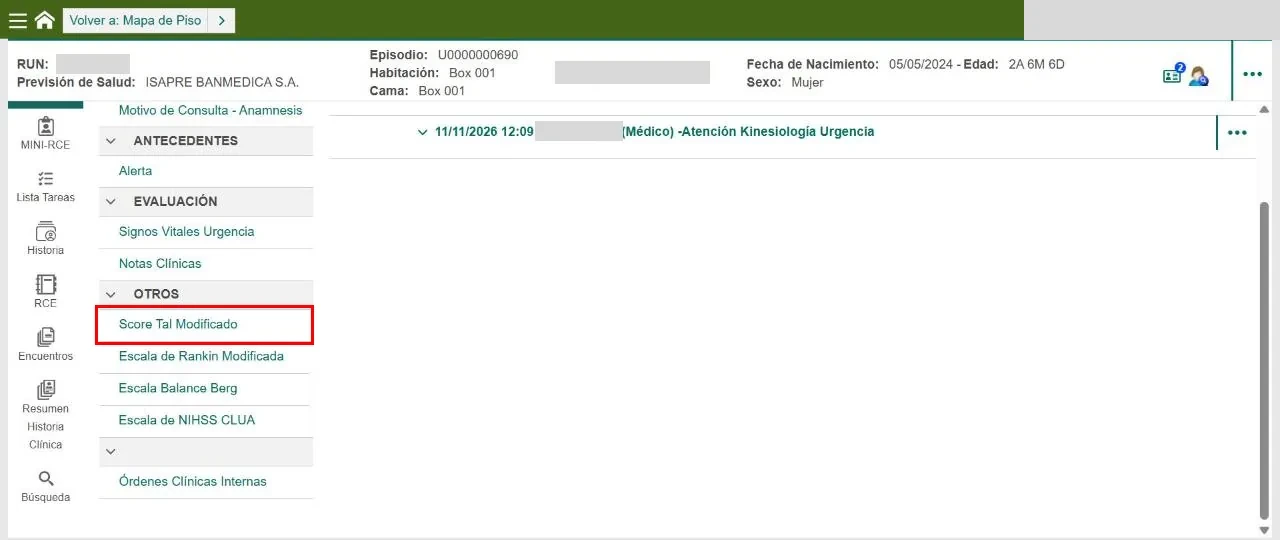 Volver a: Mapa de Piso
RUN:
Previsión de Salud: ISAPRE BANMEDICA S.A.
Episodio: U0000000690
Habitación: Box 001
Cama: Box 001
Fecha de Nacimiento: 05/05/2024 - Edad: 2A 6M 6D
Sexo: Mujer
2
MINI-RCE
Lista Tareas
Historia
RCE
Encuentros
Resumen
Historia
Clínica
Búsqueda
Motivo de Consulta - Anamnesis
ANTECEDENTES
Alerta
EVALUACIÓN
Signos Vitales Urgencia
Notas Clínicas
OTROS
Score Tal Modificado
Escala de Rankin Modificada
Escala Balance Berg
Escala de NIHSS CLUA
Órdenes Clínicas Internas
11/11/2026 12:09 (Médico) -Atención Kinesiología Urgencia